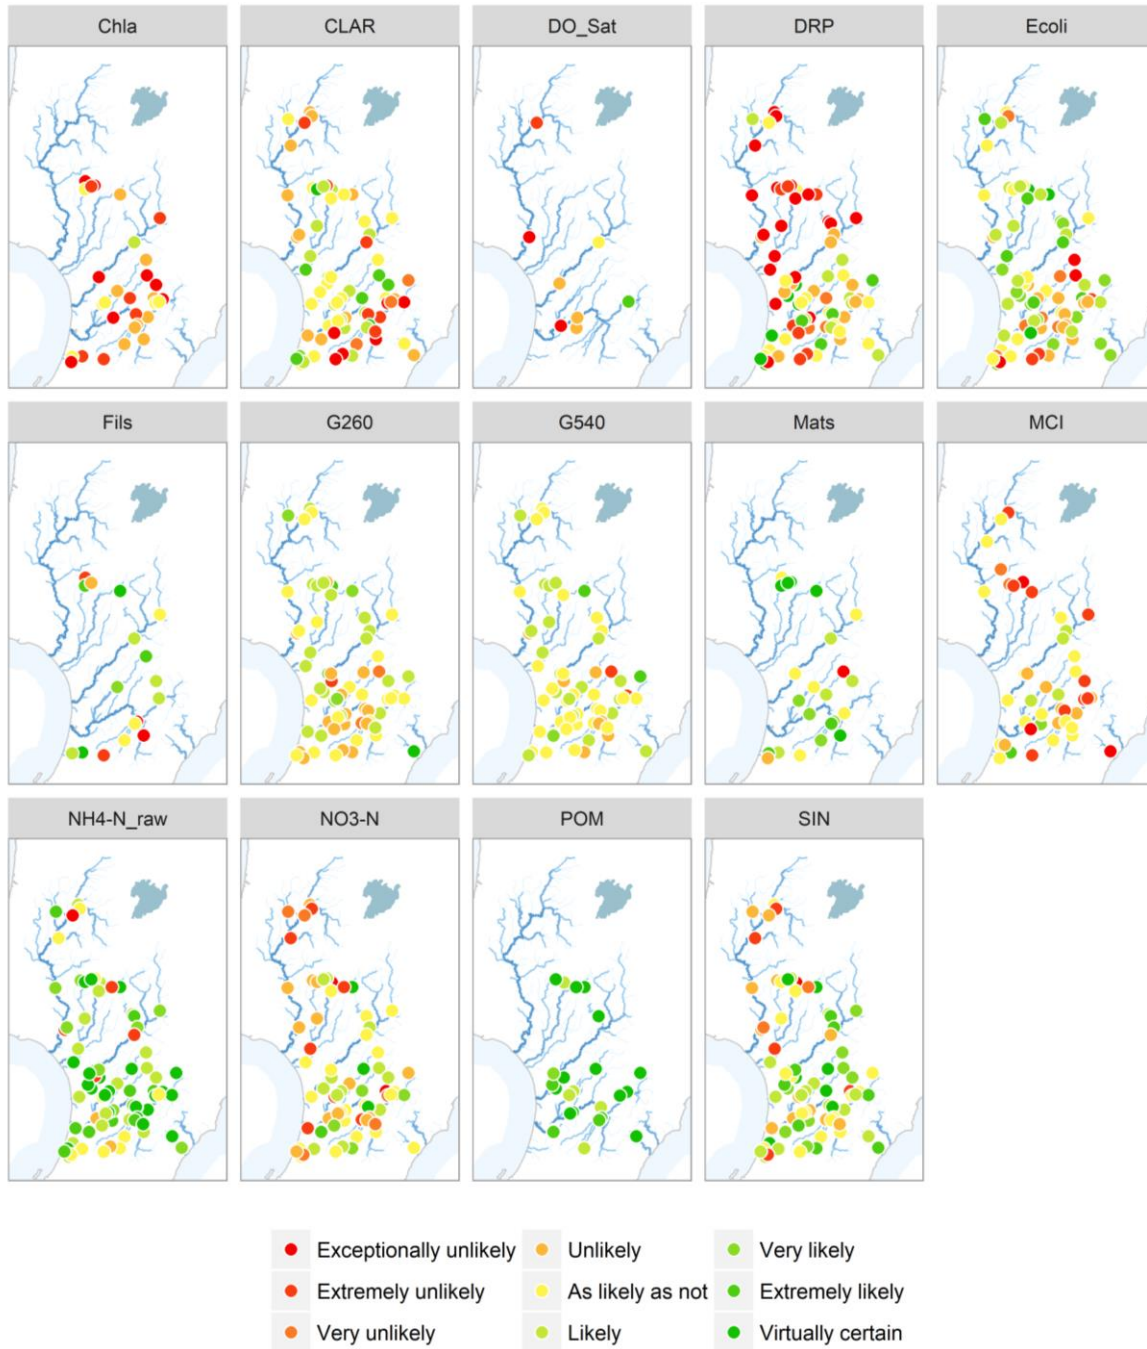 Chla CLAR DO_Sat DRP Ecoli
Fils G260 G540 Mats MCI
NH4-N_raw NO3-N POM SIN
Exceptionally unlikely Unlikely Very likely
Extremely unlikely As likely as not Extremely likely
Very unlikely Likely Virtually certain